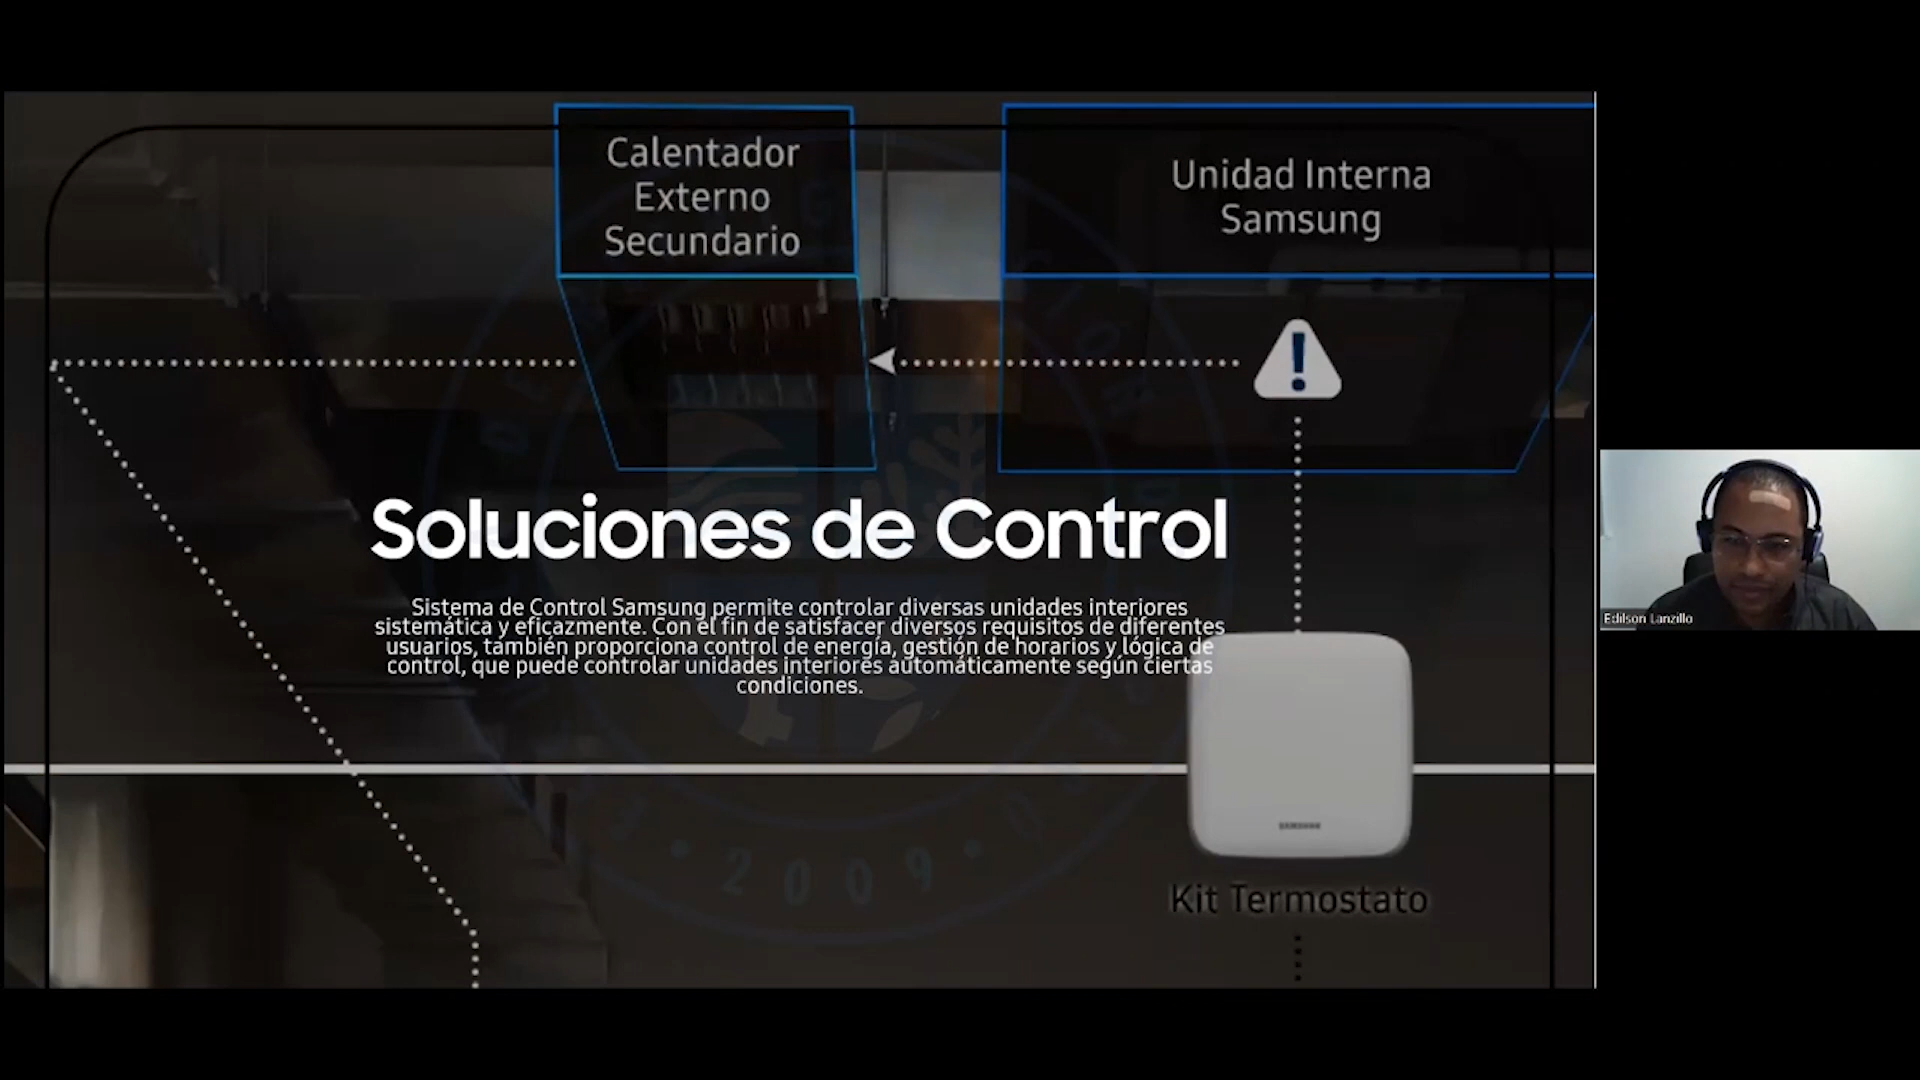 Calentador
Externo
Secundario
Unidad Interna
Samsung
Soluciones de Control
Sistema de Control Samsung permite controlar diversas unidades interiores
sistemática y eficazmente. Con el fin de satisfacer diversos requisitos de diferentes
usuarios, también proporciona control de energía, gestión de horarios y lógica de
control, que puede controlar unidades interiores automáticamente según ciertas
condiciones.
Edilson Lanzillo
SAMSUNG
2009
Kit Termostato